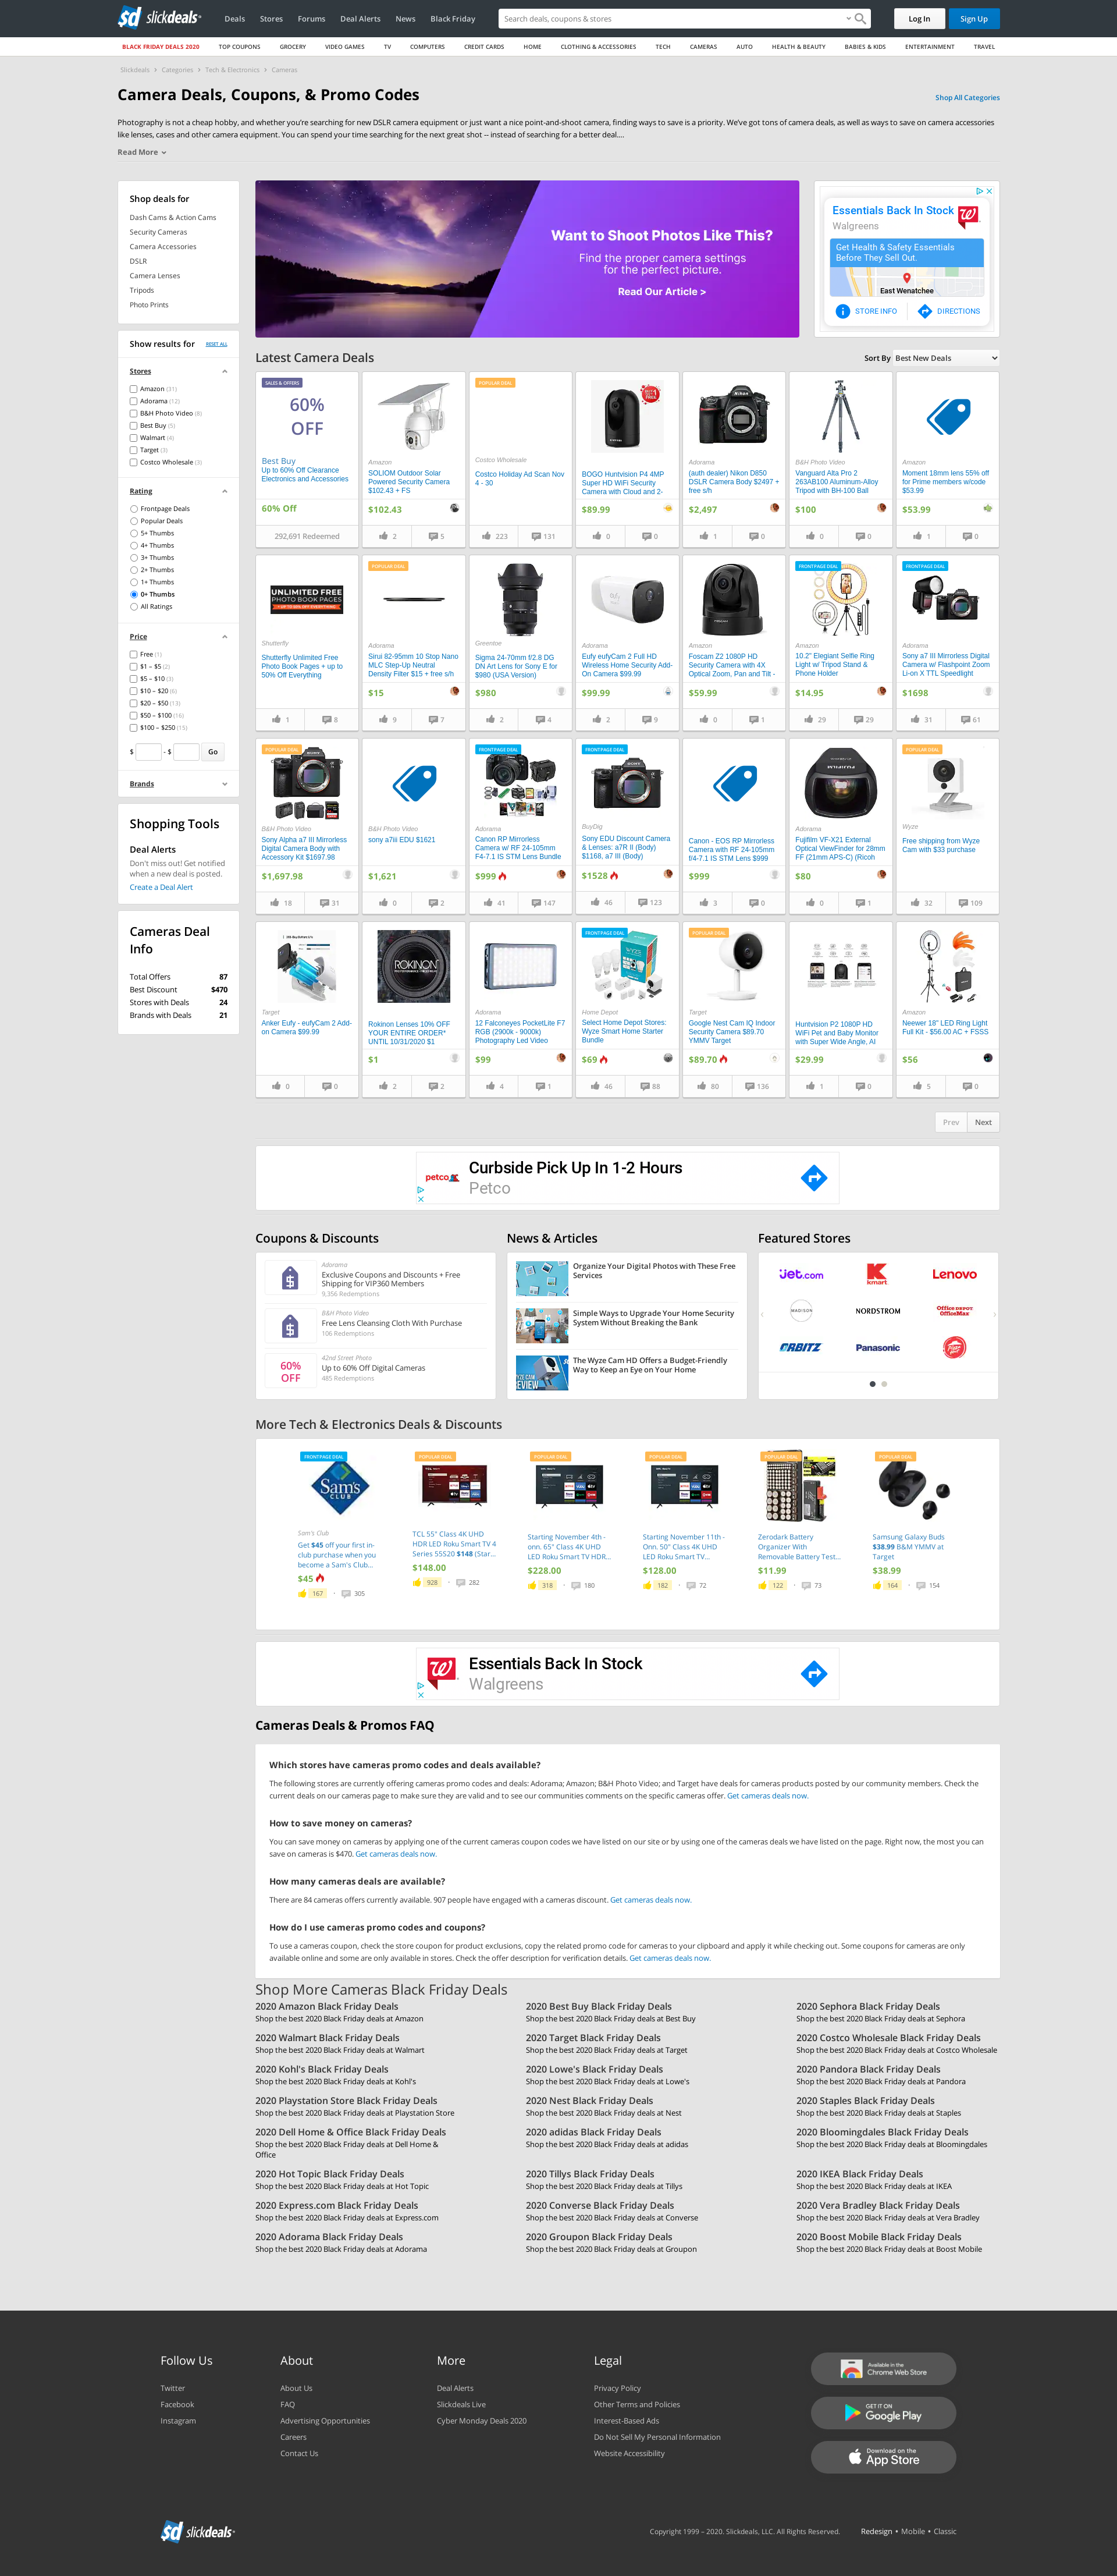 sd slickdeals
Deals
Stores
Forums
Deal Alerts
News
Black Friday
Search deals, coupons & stores
Log In
Sign Up
BLACK FRIDAY DEALS 2020
TOP COUPONS
GROCERY
VIDEO GAMES
TV
COMPUTERS
CREDIT CARDS
HOME
CLOTHING & ACCESSORIES
TECH
CAMERAS
AUTO
HEALTH & BEAUTY
BABIES & KIDS
ENTERTAINMENT
TRAVEL
Slickdeals > Categories > Tech & Electronics > Cameras
Camera Deals, Coupons, & Promo Codes
Shop All Categories
Photography is not a cheap hobby, and whether you're searching for new DSLR camera equipment or just want a nice point-and-shoot camera, finding ways to save is a priority. We've got tons of camera deals, as well as ways to save on camera accessories
like lenses, cases and other camera equipment. You can spend your time searching for the next great shot -- instead of searching for a better deal....
Read More
Shop deals for
Dash Cams & Action Cams
Security Cameras
Camera Accessories
DSLR
Camera Lenses
Tripods
Photo Prints
Show results for
RESET ALL
Stores
Amazon (31)
Adorama (12)
B&H Photo Video (8)
Best Buy (5)
Walmart (4)
Target (3)
Costco Wholesale (3)
Rating
Frontpage Deals
Popular Deals
5+ Thumbs
4+ Thumbs
3+ Thumbs
2+ Thumbs
1+ Thumbs
0+ Thumbs
All Ratings
Price
Free (1)
$1 – $5 (2)
$5 – $10 (3)
$10 – $20 (6)
$20 – $50 (13)
$50 – $100 (16)
$100 – $250 (15)
$ - $ Go
Brands
Shopping Tools
Deal Alerts
Don't miss out! Get notified
when a new deal is posted.
Create a Deal Alert
Cameras Deal
Info
Total Offers 87
Best Discount $470
Stores with Deals 24
Brands with Deals 21
Want to Shoot Photos Like This?
Find the proper camera settings
for the perfect picture.
Read Our Article >
Essentials Back In Stock
Walgreens
Get Health & Safety Essentials
Before They Sell Out.
East Wenatchee
STORE INFO
DIRECTIONS
Latest Camera Deals
Sort By Best New Deals
SALES & OFFERS
60%
OFF
Best Buy
Up to 60% Off Clearance
Electronics and Accessories
60% Off
292,691 Redeemed
Amazon
SOLIOM Outdoor Solar
Powered Security Camera
$102.43 + FS
$102.43
2
5
POPULAR DEAL
Costco Wholesale
Costco Holiday Ad Scan Nov
4 - 30
223
131
BOGO Huntvision P4 4MP
Super HD WiFi Security
Camera with Cloud and 2-
$89.99
0
0
Nikon
Adorama
(auth dealer) Nikon D850
DSLR Camera Body $2497 +
free s/h
$2,497
1
0
B&H Photo Video
Vanguard Alta Pro 2
263AB100 Aluminum-Alloy
Tripod with BH-100 Ball
$100
0
0
Amazon
Moment 18mm lens 55% off
for Prime members w/code
$53.99
$53.99
1
0
UNLIMITED FREE
PHOTO BOOK PAGES
Shutterfly
Shutterfly Unlimited Free
Photo Book Pages + up to
50% Off Everything
1
8
POPULAR DEAL
Adorama
Sirui 82-95mm 10 Stop Nano
MLC Step-Up Neutral
Density Filter $15 + free s/h
$15
9
7
Greentoe
Sigma 24-70mm f/2.8 DG
DN Art Lens for Sony E for
$980 (USA Version)
$980
2
4
Adorama
Eufy eufyCam 2 Full HD
Wireless Home Security Add-
On Camera $99.99
$99.99
2
9
Amazon
Foscam Z2 1080P HD
Security Camera with 4X
Optical Zoom, Pan and Tilt -
$59.99
0
1
FRONTPAGE DEAL
Amazon
10.2" Elegiant Selfie Ring
Light w/ Tripod Stand &
Phone Holder
$14.95
29
29
FRONTPAGE DEAL
Adorama
Sony a7 III Mirrorless Digital
Camera w/ Flashpoint Zoom
Li-on X TTL Speedlight
$1698
31
61
POPULAR DEAL
B&H Photo Video
Sony Alpha a7 III Mirrorless
Digital Camera Body with
Accessory Kit $1697.98
$1,697.98
18
31
B&H Photo Video
sony a7iii EDU $1621
$1,621
0
2
FRONTPAGE DEAL
Adorama
Canon RP Mirrorless
Camera w/ RF 24-105mm
F4-7.1 IS STM Lens Bundle
$999
41
147
FRONTPAGE DEAL
BuyDig
Sony EDU Discount Camera
& Lenses: a7R II (Body)
$1168, a7 III (Body)
$1528
46
123
Canon - EOS RP Mirrorless
Camera with RF 24-105mm
f/4-7.1 IS STM Lens $999
$999
3
0
FUJIFILM
Adorama
Fujifilm VF-X21 External
Optical ViewFinder for 28mm
FF (21mm APS-C) (Ricoh
$80
0
1
POPULAR DEAL
Wyze
Free shipping from Wyze
Cam with $33 purchase
32
109
Target
Anker Eufy - eufyCam 2 Add-
on Camera $99.99
0
0
ROKINON
Rokinon Lenses 10% OFF
YOUR ENTIRE ORDER*
UNTIL 10/31/2020 $1
$1
2
2
Adorama
12 Falconeyes PocketLite F7
RGB (2900k - 9000k)
Photography Led Video
$99
4
1
FRONTPAGE DEAL
Home Depot
Select Home Depot Stores:
Wyze Smart Home Starter
Bundle
$69
46
88
POPULAR DEAL
Target
Google Nest Cam IQ Indoor
Security Camera $89.70
YMMV Target
$89.70
80
136
Huntvision P2 1080P HD
WiFi Pet and Baby Monitor
with Super Wide Angle, AI
$29.99
1
0
Amazon
Neewer 18" LED Ring Light
Full Kit - $56.00 AC + FSSS
$56
5
0
Prev
Next
petco
Curbside Pick Up In 1-2 Hours
Petco
Coupons & Discounts
Adorama
Exclusive Coupons and Discounts + Free
Shipping for VIP360 Members
9,356 Redemptions
B&H Photo Video
Free Lens Cleansing Cloth With Purchase
106 Redemptions
60%
OFF
42nd Street Photo
Up to 60% Off Digital Cameras
485 Redemptions
News & Articles
Organize Your Digital Photos with These Free
Services
Simple Ways to Upgrade Your Home Security
System Without Breaking the Bank
The Wyze Cam HD Offers a Budget-Friendly
Way to Keep an Eye on Your Home
Featured Stores
jet.com
kmart
Lenovo
MADISON
NORDSTROM
Office DEPOT
OfficeMax
ORBITZ
Panasonic
More Tech & Electronics Deals & Discounts
FRONTPAGE DEAL
Sam's CLUB
Sam's Club
Get $45 off your first in-
club purchase when you
become a Sam's Club...
$45
167
305
POPULAR DEAL
TCL 55" Class 4K UHD
HDR LED Roku Smart TV 4
Series 55S20 $148 (Star...
$148.00
928
282
POPULAR DEAL
Starting November 4th -
onn. 65" Class 4K UHD
LED Roku Smart TV HDR...
$228.00
318
180
POPULAR DEAL
Starting November 11th -
Onn. 50" Class 4K UHD
LED Roku Smart TV...
$128.00
182
72
POPULAR DEAL
Zerodark Battery
Organizer With
Removable Battery Test...
$11.99
122
73
POPULAR DEAL
Samsung Galaxy Buds
$38.99 B&M YMMV at
Target
$38.99
164
154
Essentials Back In Stock
Walgreens
Cameras Deals & Promos FAQ
Which stores have cameras promo codes and deals available?
The following stores are currently offering cameras promo codes and deals: Adorama; Amazon; B&H Photo Video; and Target have deals for cameras products posted by our community members. Check the
current deals on our cameras page to make sure they are valid and to see our communities comments on the specific cameras offer. Get cameras deals now.
How to save money on cameras?
You can save money on cameras by applying one of the current cameras coupon codes we have listed on our site or by using one of the cameras deals we have listed on the page. Right now, the most you can
save on cameras is $470. Get cameras deals now.
How many cameras deals are available?
There are 84 cameras offers currently available. 907 people have engaged with a cameras discount. Get cameras deals now.
How do I use cameras promo codes and coupons?
To use a cameras coupon, check the store coupon for product exclusions, copy the related promo code for cameras to your clipboard and apply it while checking out. Some coupons for cameras are only
available online and some are only available in stores. Check the offer description for verification details. Get cameras deals now.
Shop More Cameras Black Friday Deals
2020 Amazon Black Friday Deals
Shop the best 2020 Black Friday deals at Amazon
2020 Best Buy Black Friday Deals
Shop the best 2020 Black Friday deals at Best Buy
2020 Sephora Black Friday Deals
Shop the best 2020 Black Friday deals at Sephora
2020 Walmart Black Friday Deals
Shop the best 2020 Black Friday deals at Walmart
2020 Target Black Friday Deals
Shop the best 2020 Black Friday deals at Target
2020 Costco Wholesale Black Friday Deals
Shop the best 2020 Black Friday deals at Costco Wholesale
2020 Kohl's Black Friday Deals
Shop the best 2020 Black Friday deals at Kohl's
2020 Lowe's Black Friday Deals
Shop the best 2020 Black Friday deals at Lowe's
2020 Pandora Black Friday Deals
Shop the best 2020 Black Friday deals at Pandora
2020 Playstation Store Black Friday Deals
Shop the best 2020 Black Friday deals at Playstation Store
2020 Nest Black Friday Deals
Shop the best 2020 Black Friday deals at Nest
2020 Staples Black Friday Deals
Shop the best 2020 Black Friday deals at Staples
2020 Dell Home & Office Black Friday Deals
Shop the best 2020 Black Friday deals at Dell Home &
Office
2020 adidas Black Friday Deals
Shop the best 2020 Black Friday deals at adidas
2020 Bloomingdales Black Friday Deals
Shop the best 2020 Black Friday deals at Bloomingdales
2020 Hot Topic Black Friday Deals
Shop the best 2020 Black Friday deals at Hot Topic
2020 Tillys Black Friday Deals
Shop the best 2020 Black Friday deals at Tillys
2020 IKEA Black Friday Deals
Shop the best 2020 Black Friday deals at IKEA
2020 Express.com Black Friday Deals
Shop the best 2020 Black Friday deals at Express.com
2020 Converse Black Friday Deals
Shop the best 2020 Black Friday deals at Converse
2020 Vera Bradley Black Friday Deals
Shop the best 2020 Black Friday deals at Vera Bradley
2020 Adorama Black Friday Deals
Shop the best 2020 Black Friday deals at Adorama
2020 Groupon Black Friday Deals
Shop the best 2020 Black Friday deals at Groupon
2020 Boost Mobile Black Friday Deals
Shop the best 2020 Black Friday deals at Boost Mobile
Follow Us
Twitter
Facebook
Instagram
About
About Us
FAQ
Advertising Opportunities
Careers
Contact Us
More
Deal Alerts
Slickdeals Live
Cyber Monday Deals 2020
Legal
Privacy Policy
Other Terms and Policies
Interest-Based Ads
Do Not Sell My Personal Information
Website Accessibility
Available in the
Chrome Web Store
GET IT ON
Google Play
Download on the
App Store
sd slickdeals
Copyright 1999 – 2020. Slickdeals, LLC. All Rights Reserved.
Redesign • Mobile • Classic